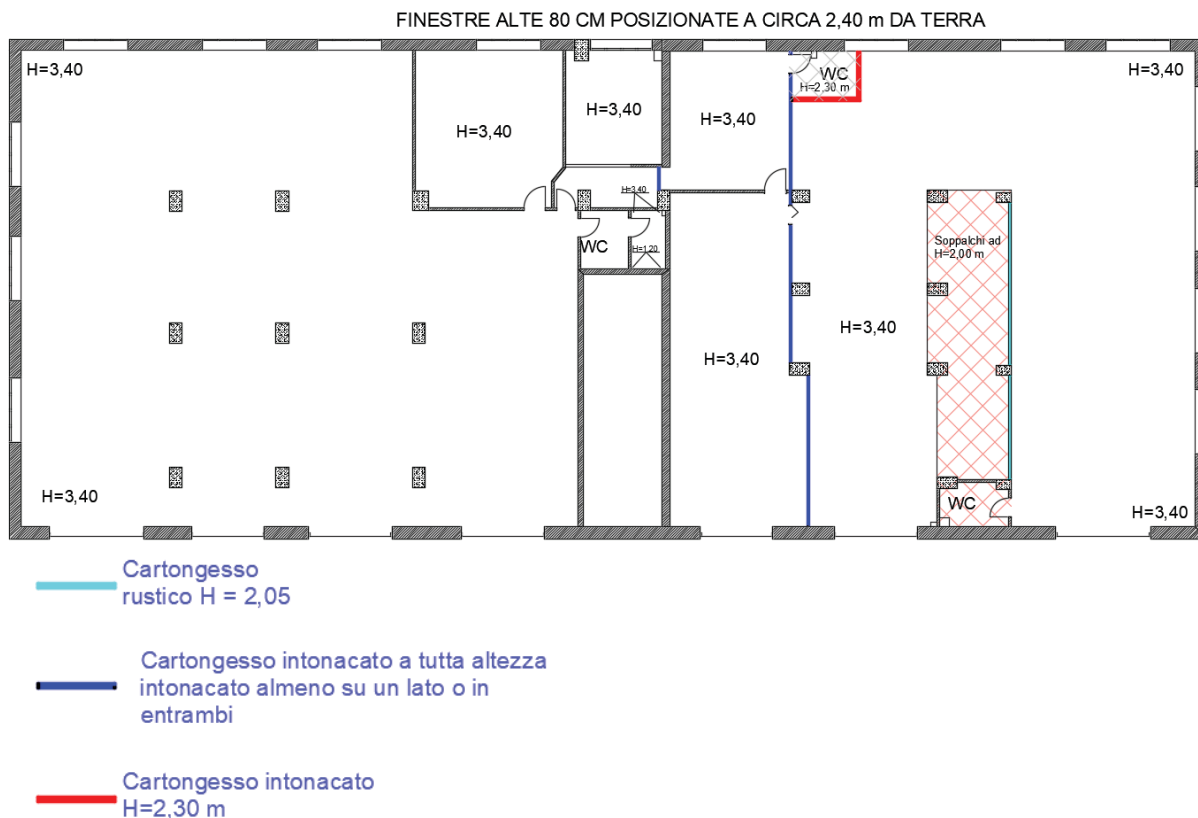 FINESTRE ALTE 80 CM POSIZIONATE A CIRCA 2,40 m DA TERRA
H=3,40
H=3,40
H=3,40
H=3,40
WC
H=2,30 m
H=3,40
H=3,40
WC
H=1,20
Soppalchi ad
H=2,00 m
H=3,40
H=3,40
H=3,40
WC
H=3,40
Cartongesso
rustico H = 2,05
Cartongesso intonacato a tutta altezza
intonacato almeno su un lato o in
entrambi
Cartongesso intonacato
H=2,30 m